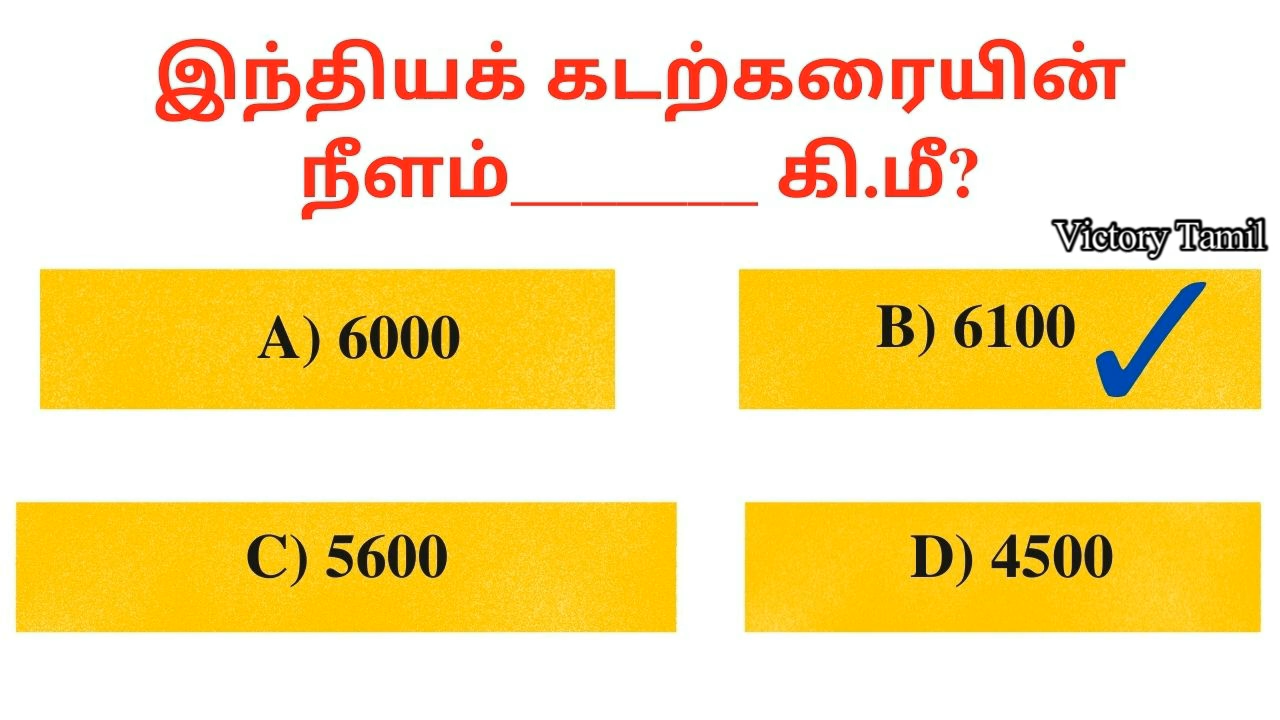 இந்தியக் கடற்கரையின்
நீளம்_______ கி.மீ?
Victory Tamil
A) 6000
B) 6100
C) 5600
D) 4500